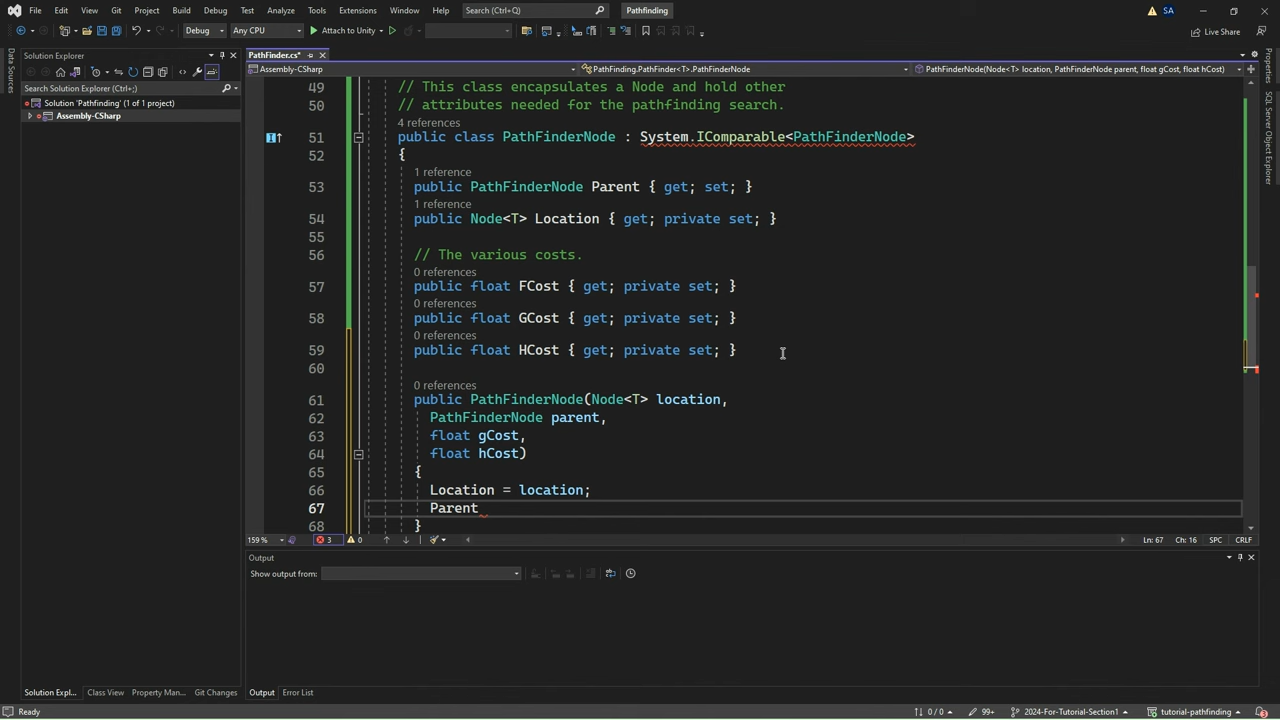 File Edit View Git Project Build Debug Test Analyze Tools Extensions Window Help Search (Ctrl+Q) Pathfinding SA
Debug Any CPU Attach to Unity Live Share
Data Sources
Solution Explorer
Search Solution Explorer (Ctrl+;)
Solution 'Pathfinding' (1 of 1 project)
Assembly-CSharp
PathFinder.cs*
Assembly-CSharp PathFinding.PathFinder<T>.PathFinderNode PathFinderNode(Node<T> location, PathFinderNode parent, float gCost, float hCost)
49 // This class encapsulates a Node and hold other
50 // attributes needed for the pathfinding search.
4 references
51 public class PathFinderNode : System.IComparable<PathFinderNode>
52 {
1 reference
53 public PathFinderNode Parent { get; set; }
1 reference
54 public Node<T> Location { get; private set; }
55
56 // The various costs.
0 references
57 public float FCost { get; private set; }
0 references
58 public float GCost { get; private set; }
0 references
59 public float HCost { get; private set; }
60
0 references
61 public PathFinderNode(Node<T> location,
62 PathFinderNode parent,
63 float gCost,
64 float hCost)
65 {
66 Location = location;
67 Parent
68 }
159 % 3 0 Ln: 67 Ch: 16 SPC CRLF
Output
Show output from:
Solution Expl... Class View Property Man... Git Changes Output Error List
Ready 0 / 0 99+ 2024-For-Tutorial-Section1 tutorial-pathfinding 3
Properties
SQL Server Object Explorer